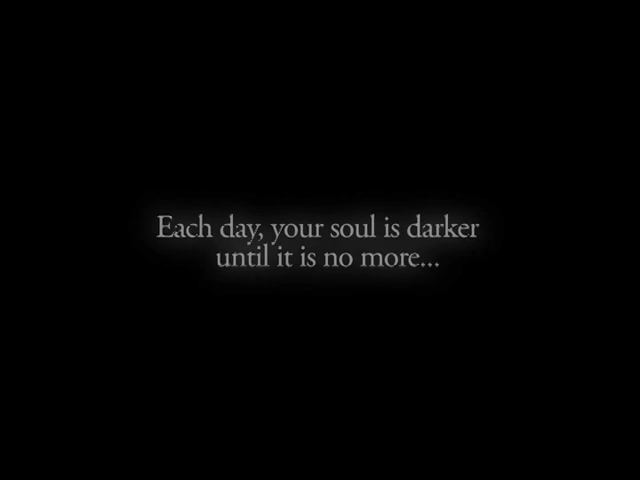 Each day, your soul is darker
until it is no more...